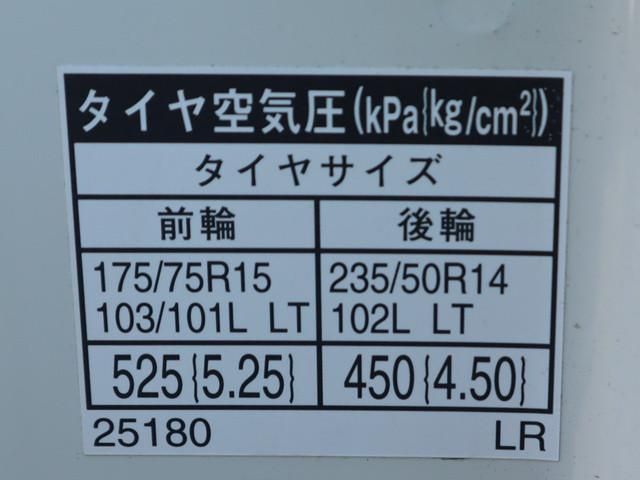 タイヤ空気圧(kPa{kg/cm²})
タイヤサイズ
前輪 後輪
175/75R15 235/50R14
103/101L LT 102L LT
525{5.25} 450{4.50}
25180 LR